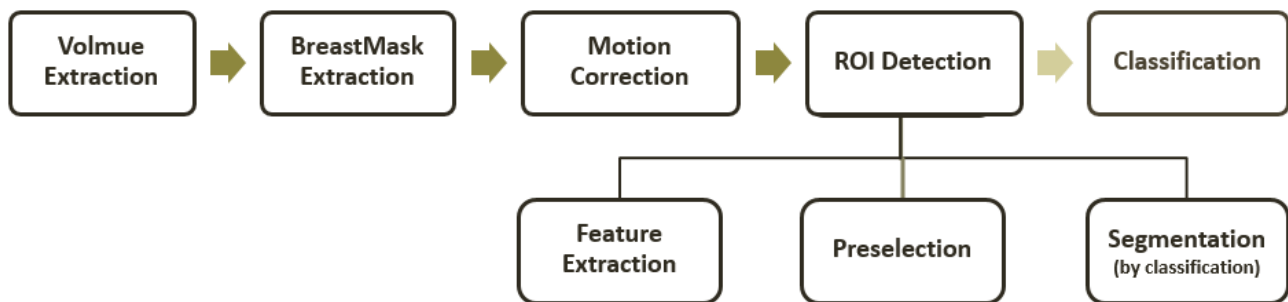 Volmue
Extraction
BreastMask
Extraction
Motion
Correction
ROI Detection
Classification
Feature
Extraction
Preselection
Segmentation
(by classification)